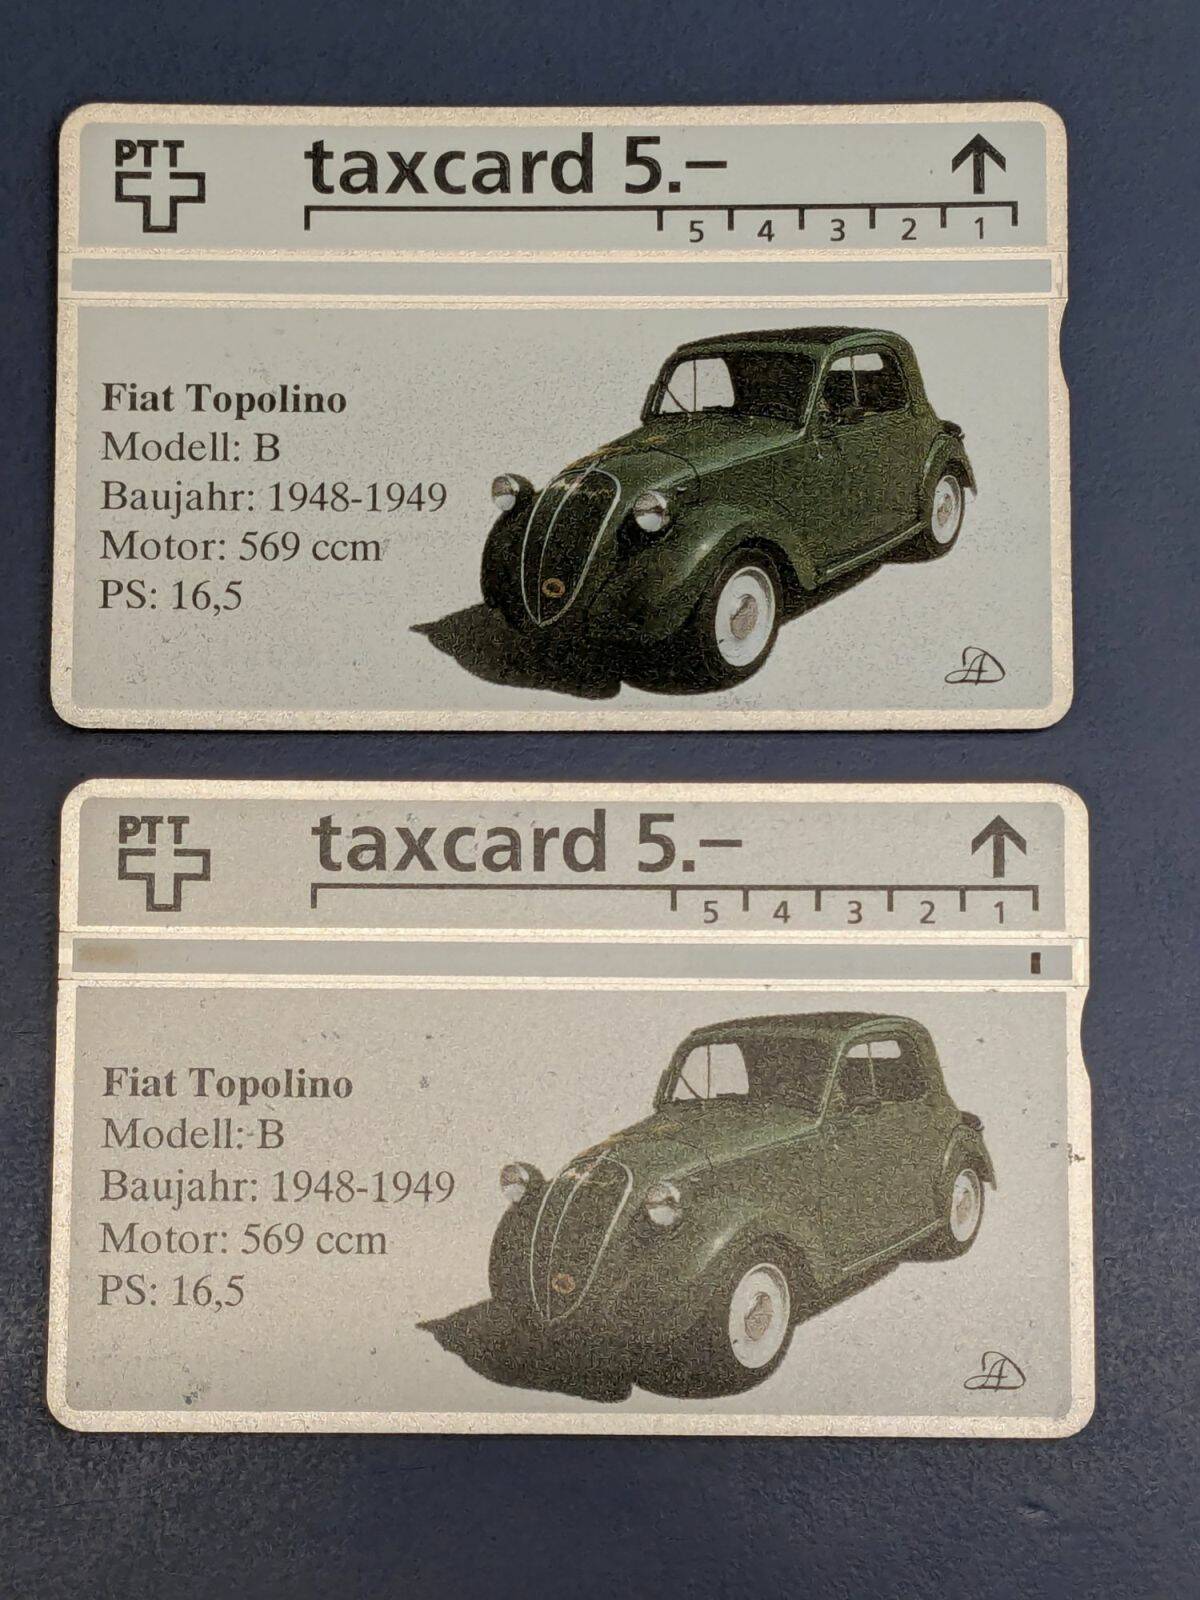 PTT
taxcard 5.–
5 4 3 2 1
Fiat Topolino
Modell: B
Baujahr: 1948-1949
Motor: 569 ccm
PS: 16,5
PTT
taxcard 5.–
5 4 3 2 1
Fiat Topolino
Modell: B
Baujahr: 1948-1949
Motor: 569 ccm
PS: 16,5